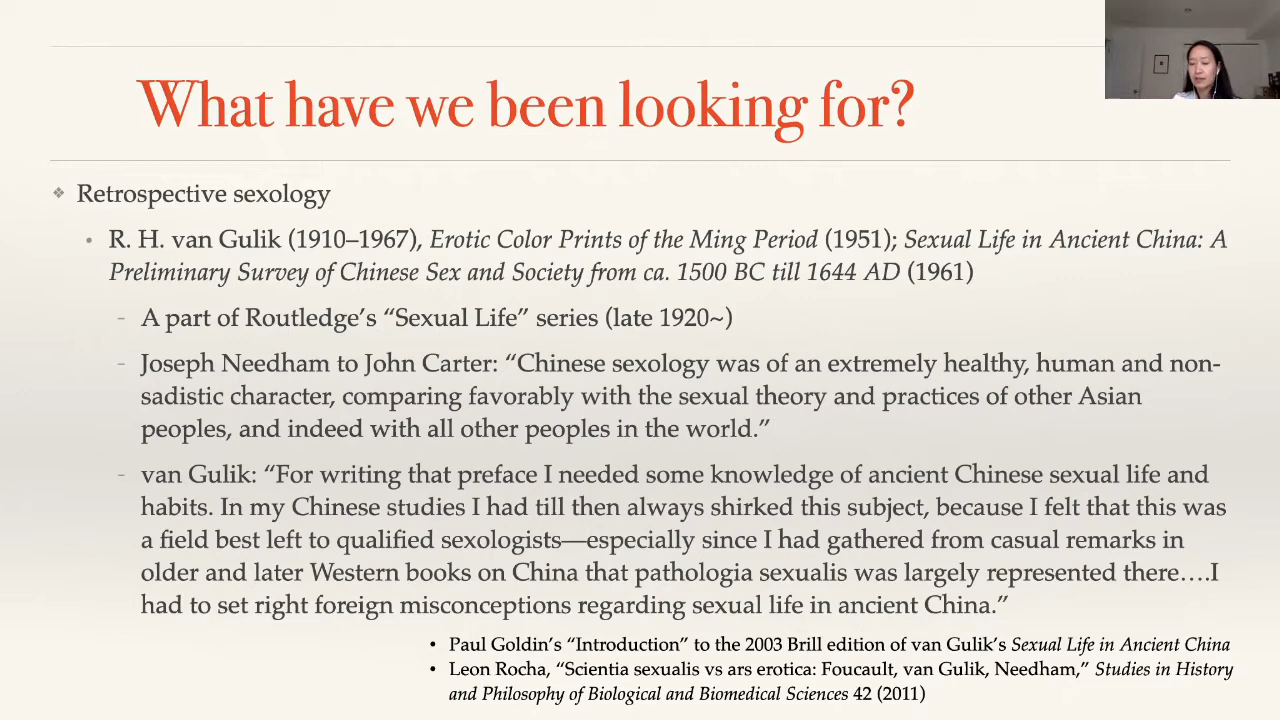 What have we been looking for?
❖ Retrospective sexology
• R. H. van Gulik (1910–1967), Erotic Color Prints of the Ming Period (1951); Sexual Life in Ancient China: A
Preliminary Survey of Chinese Sex and Society from ca. 1500 BC till 1644 AD (1961)
- A part of Routledge’s “Sexual Life” series (late 1920~)
- Joseph Needham to John Carter: “Chinese sexology was of an extremely healthy, human and non-
sadistic character, comparing favorably with the sexual theory and practices of other Asian
peoples, and indeed with all other peoples in the world.”
- van Gulik: “For writing that preface I needed some knowledge of ancient Chinese sexual life and
habits. In my Chinese studies I had till then always shirked this subject, because I felt that this was
a field best left to qualified sexologists—especially since I had gathered from casual remarks in
older and later Western books on China that pathologia sexualis was largely represented there….I
had to set right foreign misconceptions regarding sexual life in ancient China.”
• Paul Goldin’s “Introduction” to the 2003 Brill edition of van Gulik’s Sexual Life in Ancient China
• Leon Rocha, “Scientia sexualis vs ars erotica: Foucault, van Gulik, Needham,” Studies in History
and Philosophy of Biological and Biomedical Sciences 42 (2011)